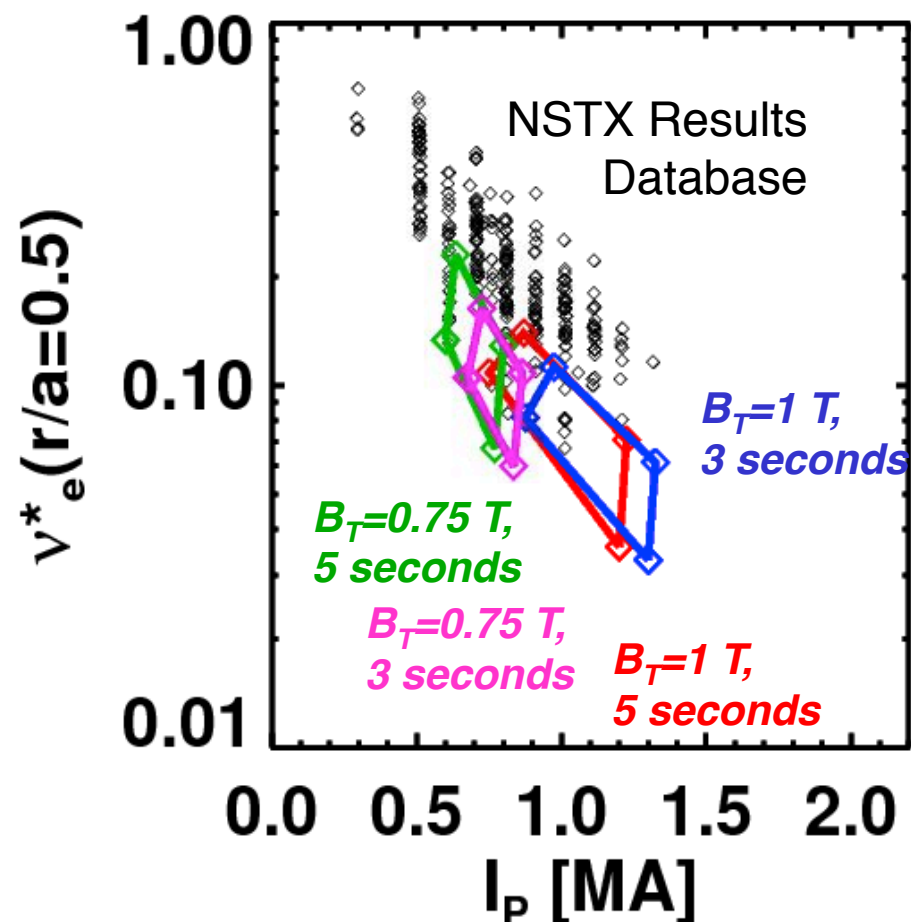 1.00
0.10
0.01
ν*e(r/a=0.5)
NSTX Results
Database
B_T=1 T,
3 seconds
B_T=0.75 T,
5 seconds
B_T=0.75 T,
3 seconds
B_T=1 T,
5 seconds
0.0 0.5 1.0 1.5 2.0
I_P [MA]